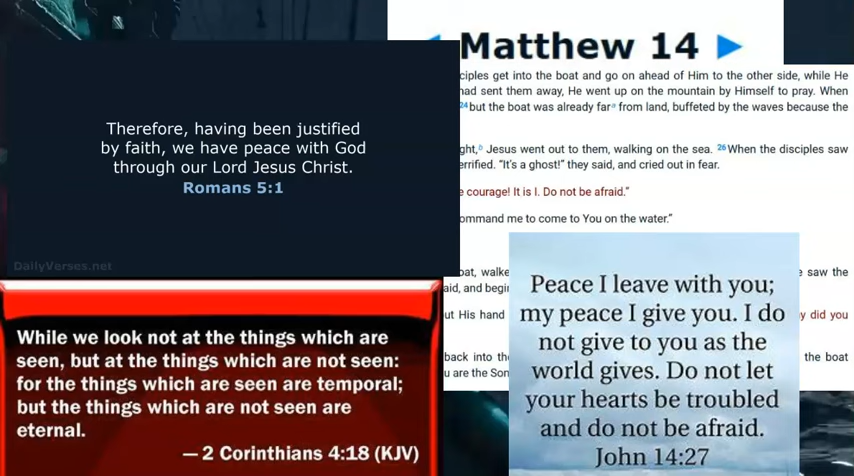 Therefore, having been justified
by faith, we have peace with God
through our Lord Jesus Christ.
Romans 5:1
DailyVerses.net
While we look not at the things which are
seen, but at the things which are not seen:
for the things which are seen are temporal;
but the things which are not seen are
eternal.
— 2 Corinthians 4:18 (KJV)
Matthew 14
ciples get into the boat and go on ahead of Him to the other side, while He
had sent them away, He went up on the mountain by Himself to pray. When
24 but the boat was already far a from land, buffeted by the waves because the
ght, b Jesus went out to them, walking on the sea. 26 When the disciples saw
errified. “It’s a ghost!” they said, and cried out in fear.
e courage! It is I. Do not be afraid.”
ommand me to come to You on the water.”
oat, walke
e saw the
aid, and begin
ut His hand
y did you
back into the
the boat
u are the Son
Peace I leave with you;
my peace I give you. I do
not give to you as the
world gives. Do not let
your hearts be troubled
and do not be afraid.
John 14:27